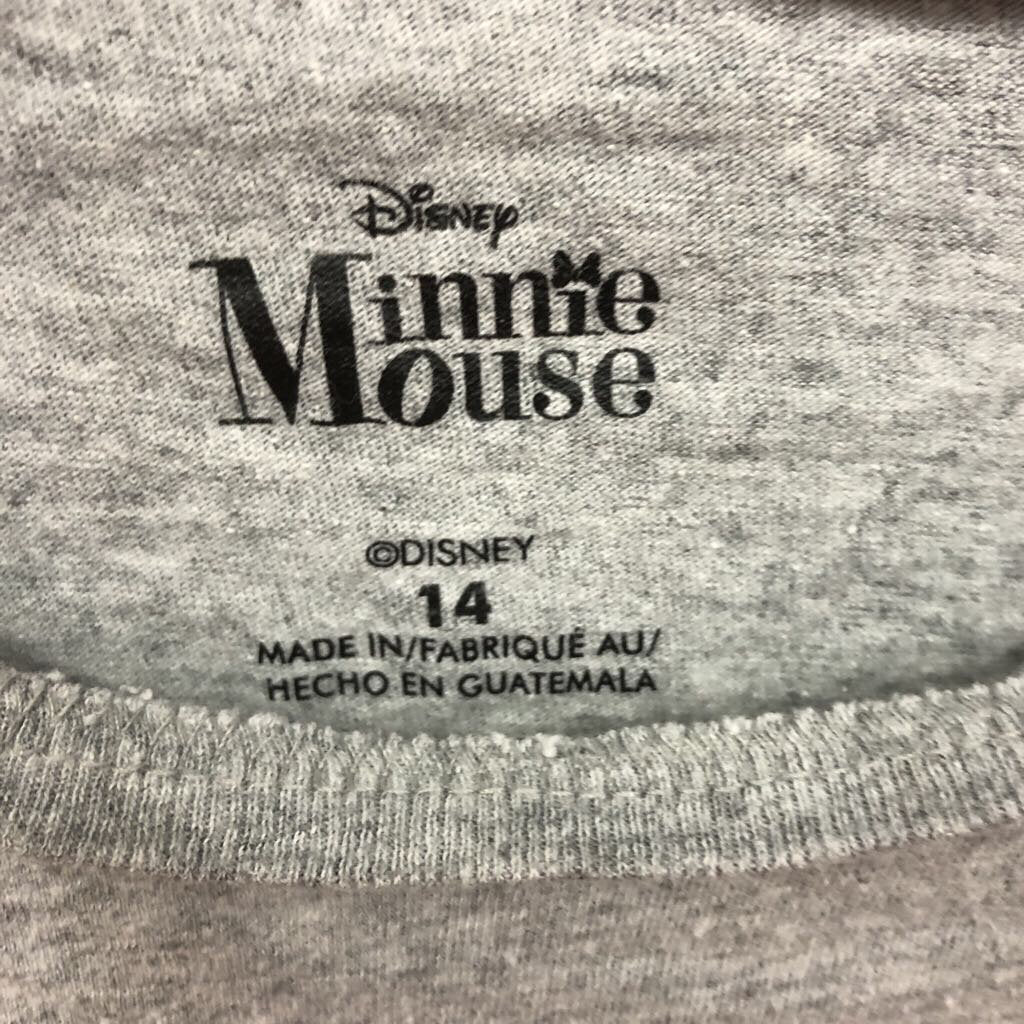 Disney
Minnie
Mouse
©DISNEY
14
MADE IN/FABRIQUÉ AU/
HECHO EN GUATEMALA